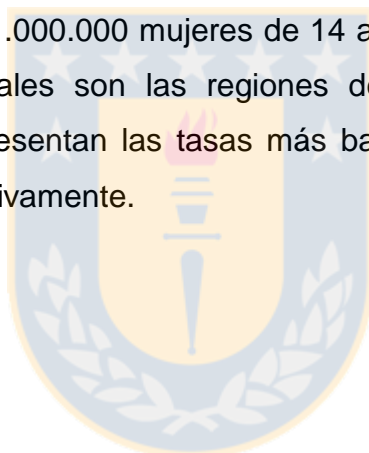 .000.000 mujeres de 14 a
ales son las regiones de
esentan las tasas más ba
ivamente.